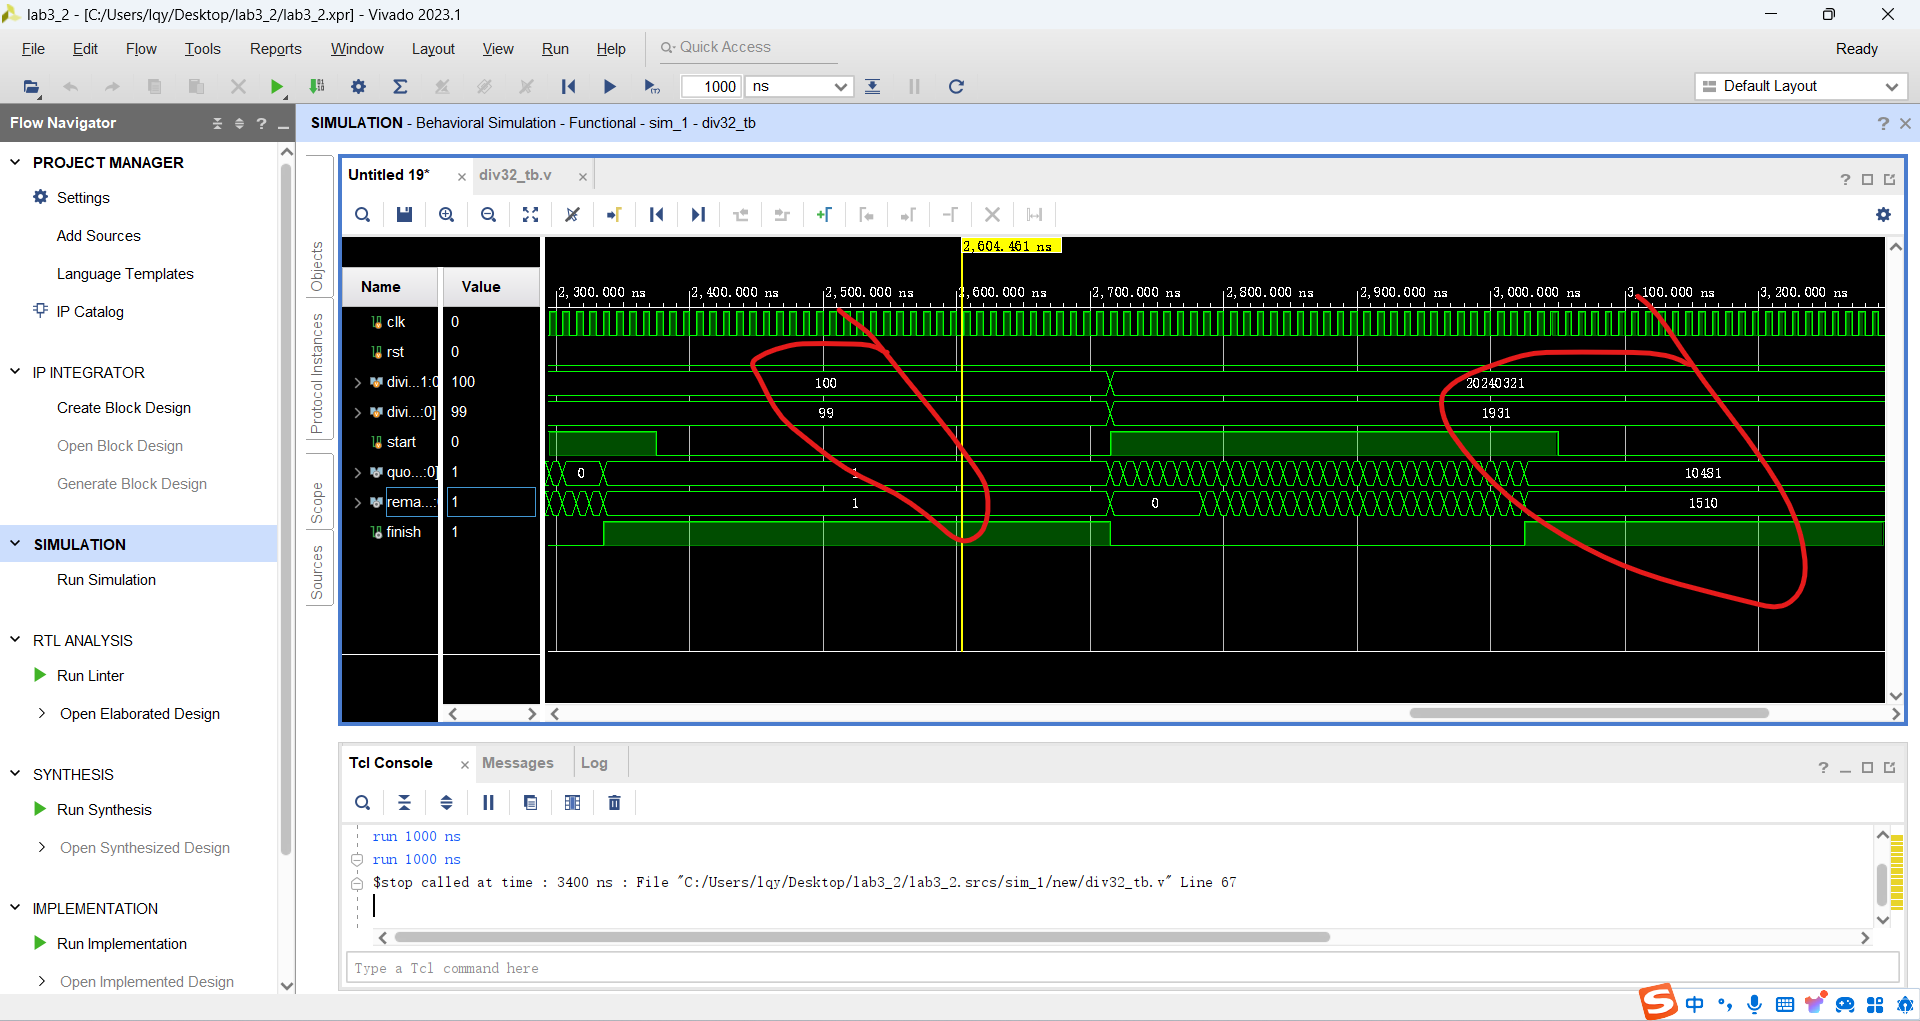 lab3_2 - [C:/Users/lqy/Desktop/lab3_2/lab3_2.xpr] - Vivado 2023.1
File Edit Flow Tools Reports Window Layout View Run Help Quick Access Ready
1000 ns Default Layout
Flow Navigator
SIMULATION - Behavioral Simulation - Functional - sim_1 - div32_tb
PROJECT MANAGER
Settings
Add Sources
Language Templates
IP Catalog
IP INTEGRATOR
Create Block Design
Open Block Design
Generate Block Design
SIMULATION
Run Simulation
RTL ANALYSIS
Run Linter
Open Elaborated Design
SYNTHESIS
Run Synthesis
Open Synthesized Design
IMPLEMENTATION
Run Implementation
Open Implemented Design
Objects
Protocol Instances
Scope
Sources
Untitled 19* div32_tb.v
2,604.461 ns
Name Value
2,300.000 ns 2,400.000 ns 2,500.000 ns 2,600.000 ns 2,700.000 ns 2,800.000 ns 2,900.000 ns 3,000.000 ns 3,100.000 ns 3,200.000 ns
clk 0
rst 0
divi...1:0 100 100 20240321
divi...:0] 99 99 1931
start 0
quo...:0] 1 0 1 10481
rema...: 1 1 0 1510
finish 1
Tcl Console Messages Log
run 1000 ns
run 1000 ns
$stop called at time : 3400 ns : File "C:/Users/lqy/Desktop/lab3_2/lab3_2.srcs/sim_1/new/div32_tb.v" Line 67
Type a Tcl command here
中